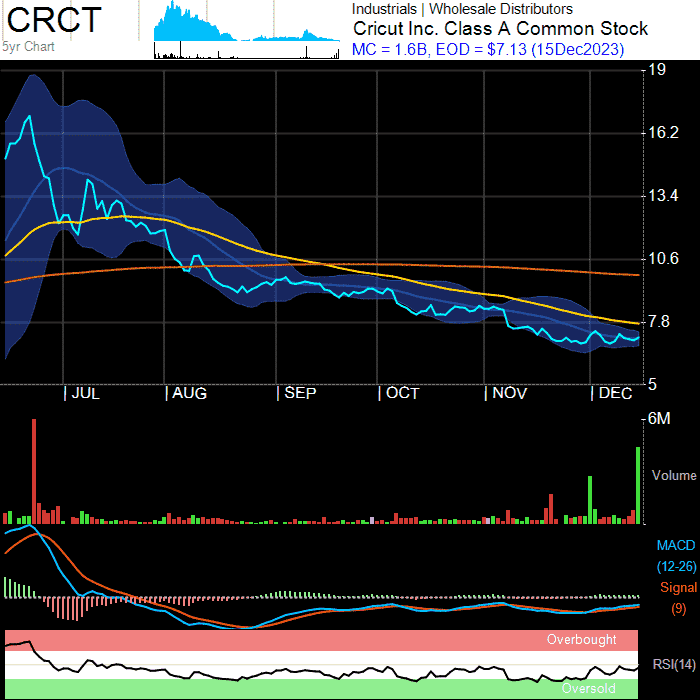 CRCT
5yr Chart
Industrials | Wholesale Distributors
Cricut Inc. Class A Common Stock
MC = 1.6B, EOD = $7.13 (15Dec2023)
19
16.2
13.4
10.6
7.8
5
| JUL | AUG | SEP | OCT | NOV | DEC
6M
Volume
MACD
(12-26)
Signal
(9)
Overbought
RSI(14)
Oversold